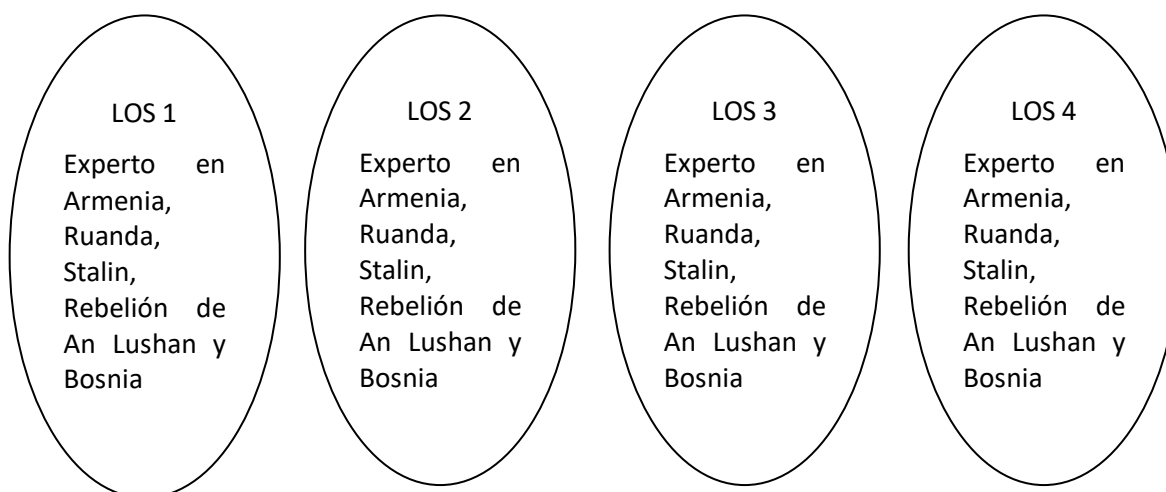 LOS 1
Experto en
Armenia,
Ruanda,
Stalin,
Rebelión de
An Lushan y
Bosnia
LOS 2
Experto en
Armenia,
Ruanda,
Stalin,
Rebelión de
An Lushan y
Bosnia
LOS 3
Experto en
Armenia,
Ruanda,
Stalin,
Rebelión de
An Lushan y
Bosnia
LOS 4
Experto en
Armenia,
Ruanda,
Stalin,
Rebelión de
An Lushan y
Bosnia